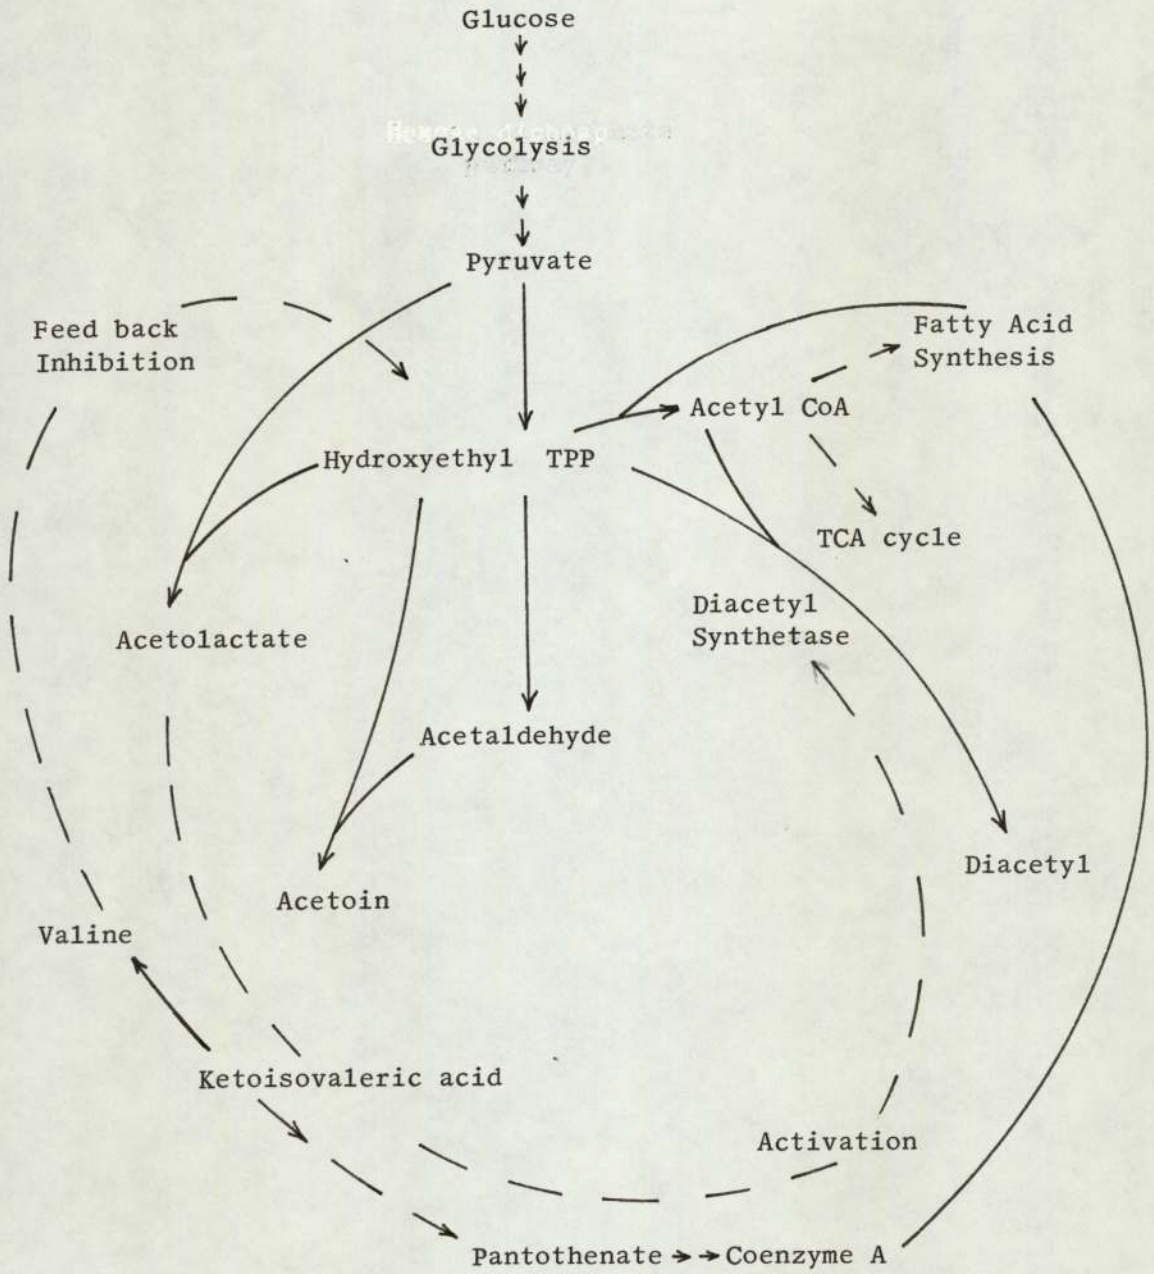 Glucose
Glycolysis
Pyruvate
Feed back
Inhibition
Fatty Acid
Synthesis
Acetyl CoA
Hydroxyethyl TPP
TCA cycle
Diacetyl
Synthetase
Acetolactate
Acetaldehyde
Diacetyl
Acetoin
Valine
Ketoisovaleric acid
Activation
Pantothenate
Coenzyme A